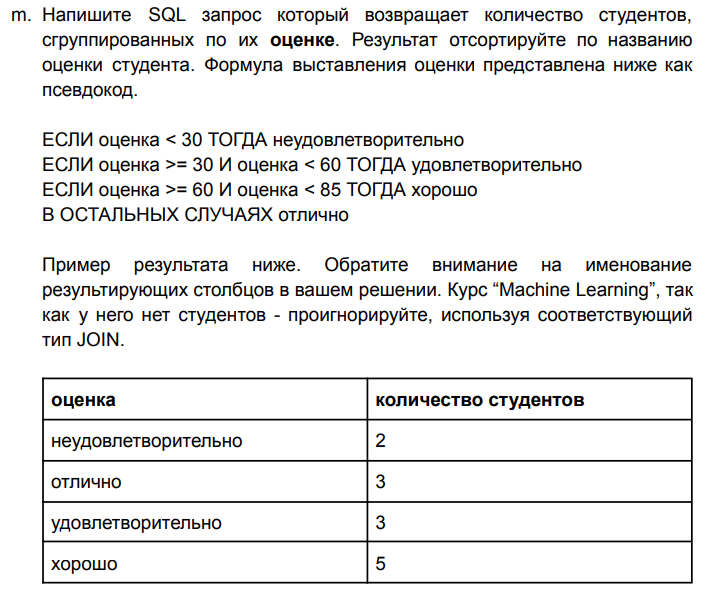 m. Напишите SQL запрос который возвращает количество студентов,
сгруппированных по их оценке. Результат отсортируйте по названию
оценки студента. Формула выставления оценки представлена ниже как
псевдокод.
ЕСЛИ оценка < 30 ТОГДА неудовлетворительно
ЕСЛИ оценка >= 30 И оценка < 60 ТОГДА удовлетворительно
ЕСЛИ оценка >= 60 И оценка < 85 ТОГДА хорошо
В ОСТАЛЬНЫХ СЛУЧАЯХ отлично
Пример результата ниже. Обратите внимание на именование
результирующих столбцов в вашем решении. Курс “Machine Learning”, так
как у него нет студентов - проигнорируйте, используя соответствующий
тип JOIN.
оценка количество студентов
неудовлетворительно 2
отлично 3
удовлетворительно 3
хорошо 5